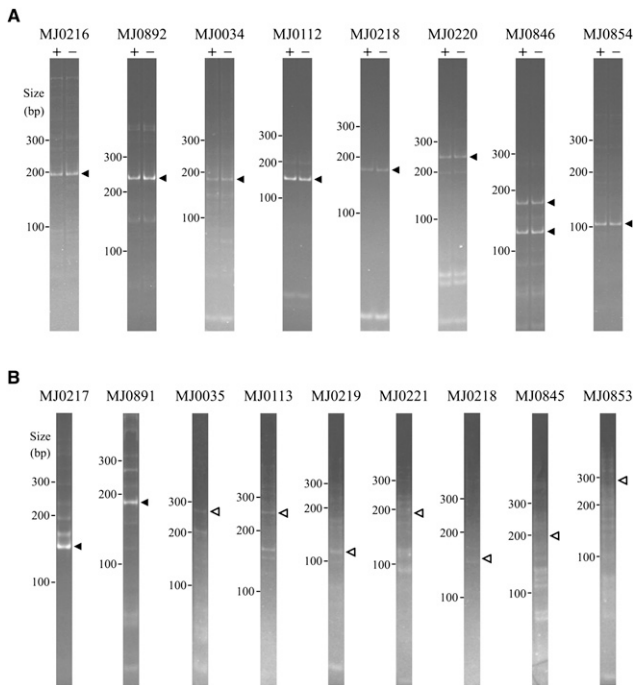 A
MJ0216 MJ0892 MJ0034 MJ0112 MJ0218 MJ0220 MJ0846 MJ0854
+ − + − + − + − + − + − + − + −
Size
(bp)
300 300 300 300 300 300 300
200 200 200 200 200 200 200
100 100 100 100 100 100 100 100
B
MJ0217 MJ0891 MJ0035 MJ0113 MJ0219 MJ0221 MJ0218 MJ0845 MJ0853
Size
(bp)
300 300 300 300 300 300 300 300 300
200 200 200 200 200 200 200 200 200
100 100 100 100 100 100 100 100 100